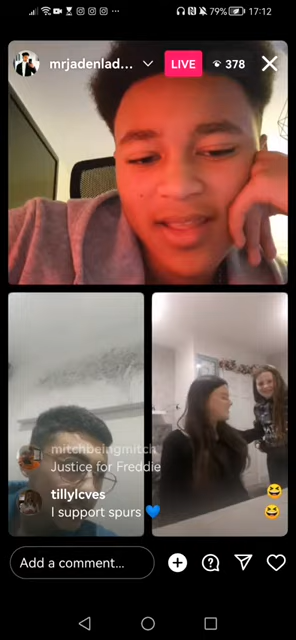 79% 17:12
mrjadenlad... LIVE 378
mitchbeingmitch
Justice for Freddie
tillylcves
I support spurs 💙
Add a comment...